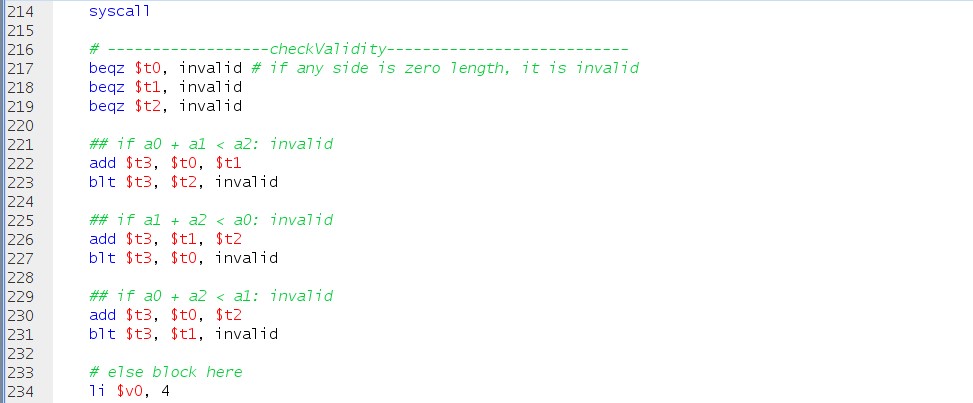 214 syscall
215
216 # ------------------checkValidity---------------------------
217 beqz $t0, invalid # if any side is zero length, it is invalid
218 beqz $t1, invalid
219 beqz $t2, invalid
220
221 ## if a0 + a1 < a2: invalid
222 add $t3, $t0, $t1
223 blt $t3, $t2, invalid
224
225 ## if a1 + a2 < a0: invalid
226 add $t3, $t1, $t2
227 blt $t3, $t0, invalid
228
229 ## if a0 + a2 < a1: invalid
230 add $t3, $t0, $t2
231 blt $t3, $t1, invalid
232
233 # else block here
234 li $v0, 4